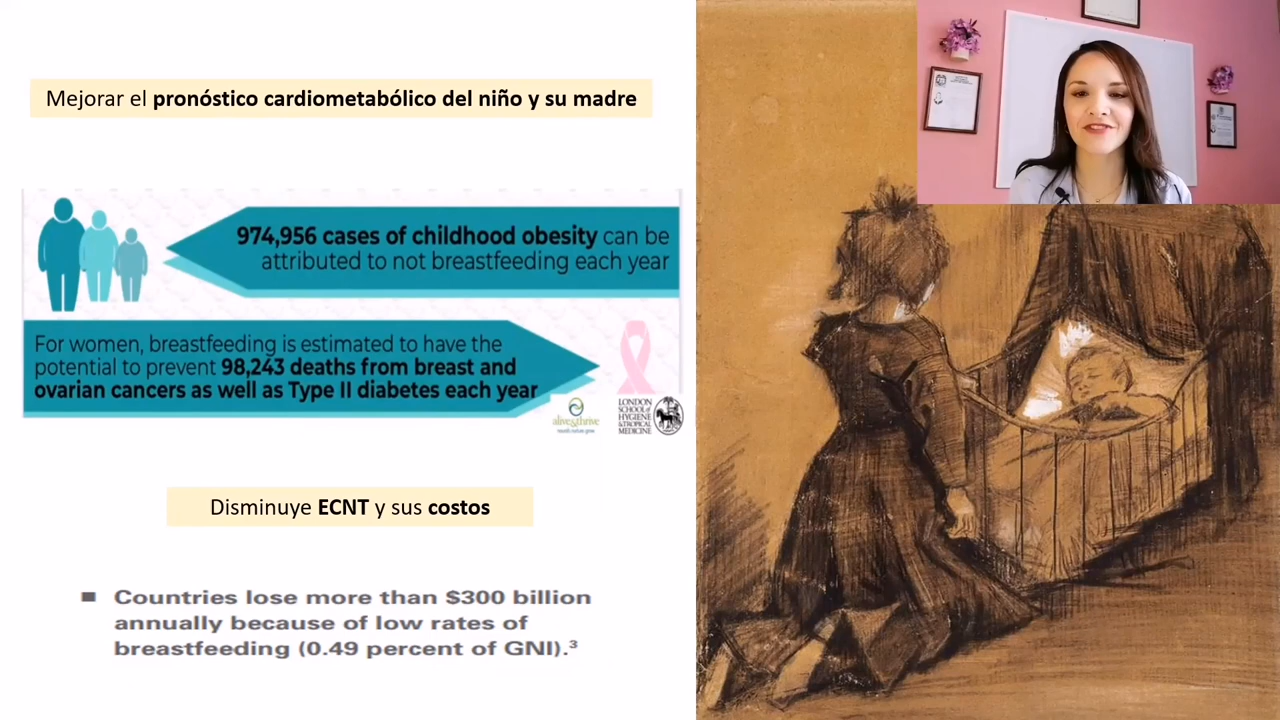 Mejorar el pronóstico cardiometabólico del niño y su madre
974,956 cases of childhood obesity can be
attributed to not breastfeeding each year
For women, breastfeeding is estimated to have the
potential to prevent 98,243 deaths from breast and
ovarian cancers as well as Type II diabetes each year
alive&thrive
LONDON
SCHOOL of
HYGIENE
&TROPICAL
MEDICINE
Disminuye ECNT y sus costos
■ Countries lose more than $300 billion
annually because of low rates of
breastfeeding (0.49 percent of GNI).³